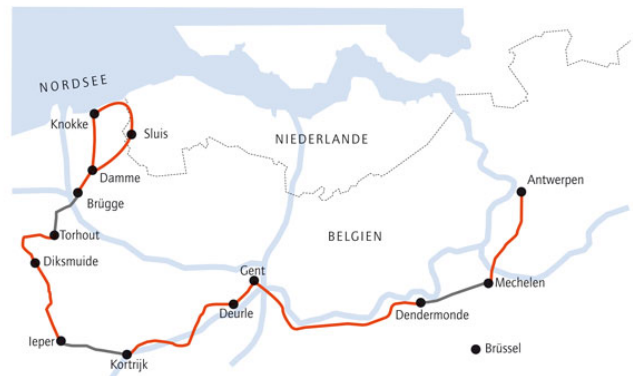 NORDSEE
Knokke
Sluis
NIEDERLANDE
Damme
Antwerpen
Brügge
Torhout
BELGIEN
Diksmuide
Gent
Mechelen
Deurle
Dendermonde
Ieper
Brüssel
Kortrijk